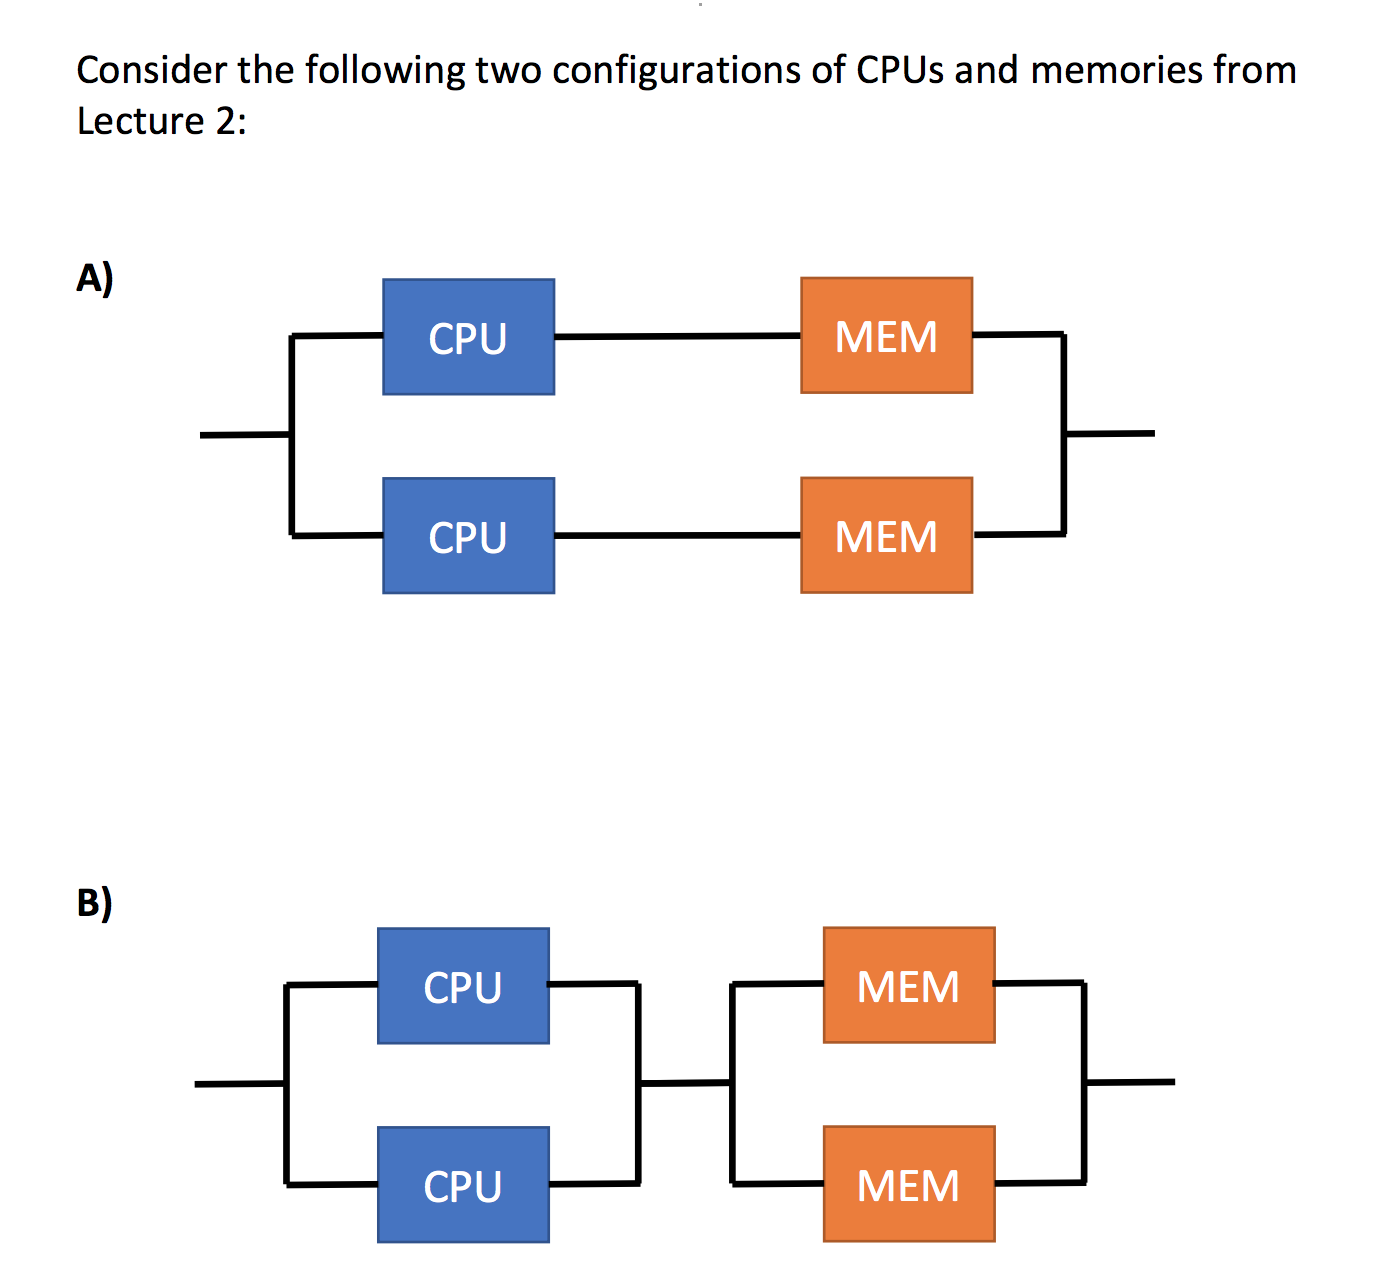 Consider the following two configurations of CPUs and memories from
Lecture 2:
A)
CPU
MEM
CPU
MEM
B)
CPU
MEM
CPU
MEM